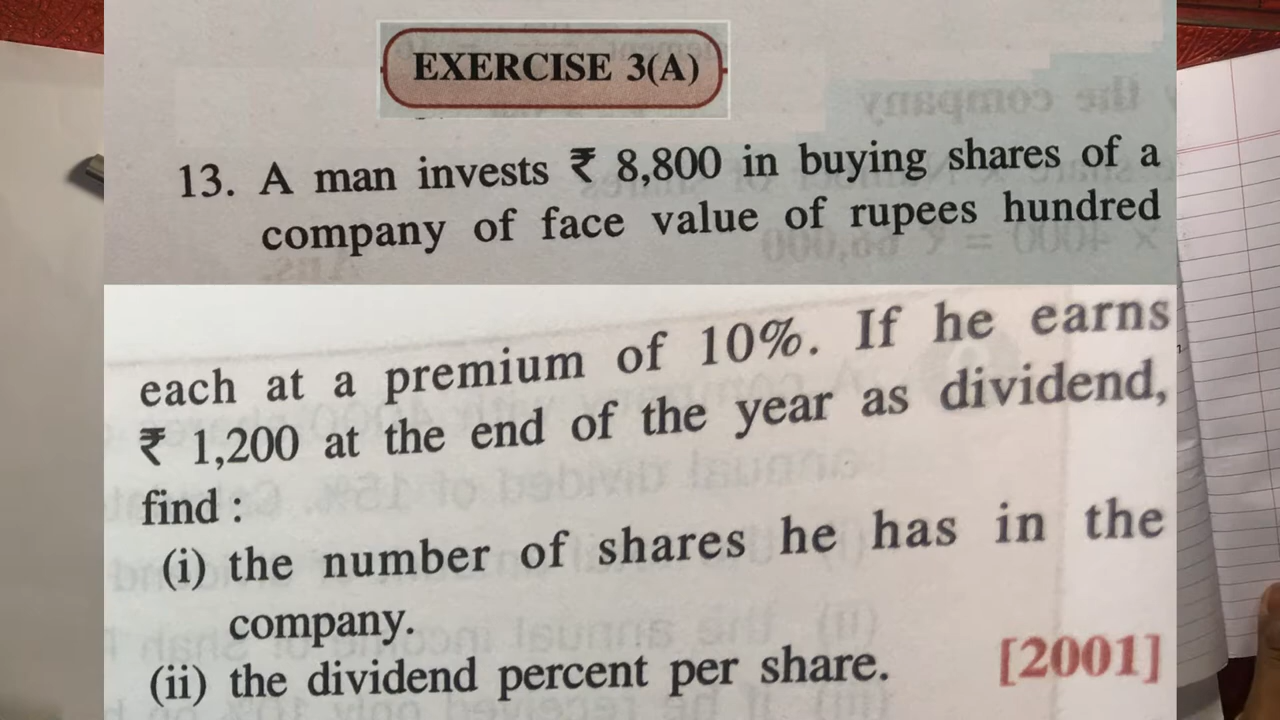 EXERCISE 3(A)
13. A man invests ₹ 8,800 in buying shares of a
company of face value of rupees hundred
each at a premium of 10%. If he earns
₹ 1,200 at the end of the year as dividend,
find :
(i) the number of shares he has in the
company.
(ii) the dividend percent per share. [2001]